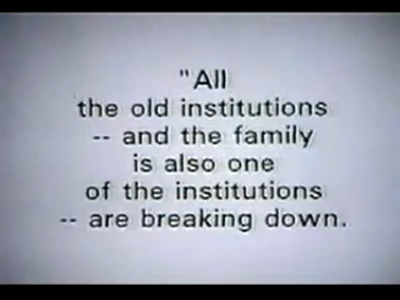 "All
the old institutions
-- and the family
is also one
of the institutions
-- are breaking down.